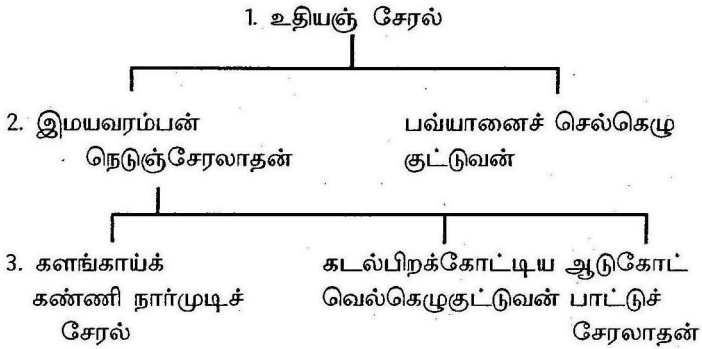 1. உதியஞ் சேரல்
2. இமயவரம்பன் பவ்யானைச் செல்கெழு
நெடுஞ்சேரலாதன் குட்டுவன்
3. களங்காய்க் கடல்பிறக்கோட்டிய ஆடுகோட்
கண்ணி நார்முடிச் வெல்கெழுகுட்டுவன் பாட்டுச்
சேரல் சேரலாதன்